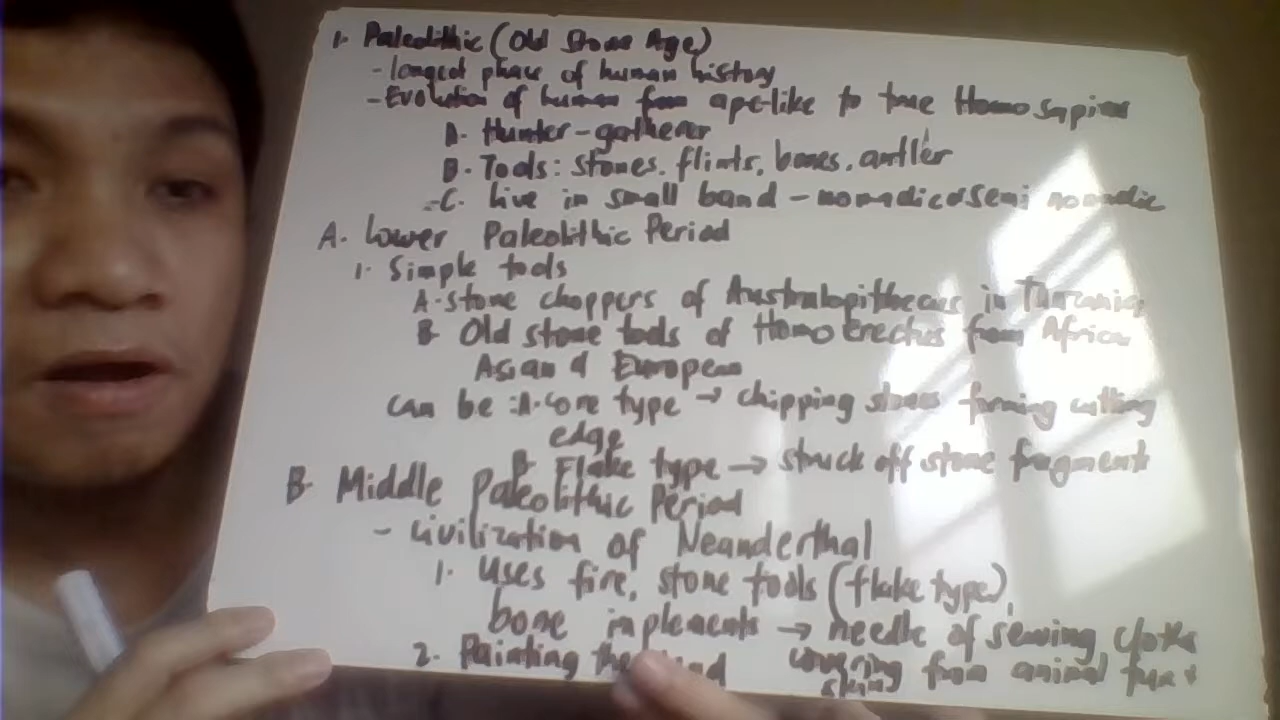 1. Paleolithic (Old Stone Age)
- longest phase of human history
- Evolution of human from ape-like to true Homo sapiens
A. Hunter-gatherer
B. Tools: stones, flints, bones, antler
C. live in small band - nomadic or semi nomadic
A. Lower Paleolithic Period
1. Simple tools
A. stone choppers of Australopithecus in Tanzania
B. Old stone tools of Homo Erectus from Africa
Asian & European
can be: A. core type → chipping stones forming cutting
edge
B. Flake type → struck off stone fragments
B. Middle Paleolithic Period
- civilization of Neanderthal
1. Uses fire, stone tools (flake type),
bone implements → needle of sewing cloths
2. Painting the covering from animal fur &
skins